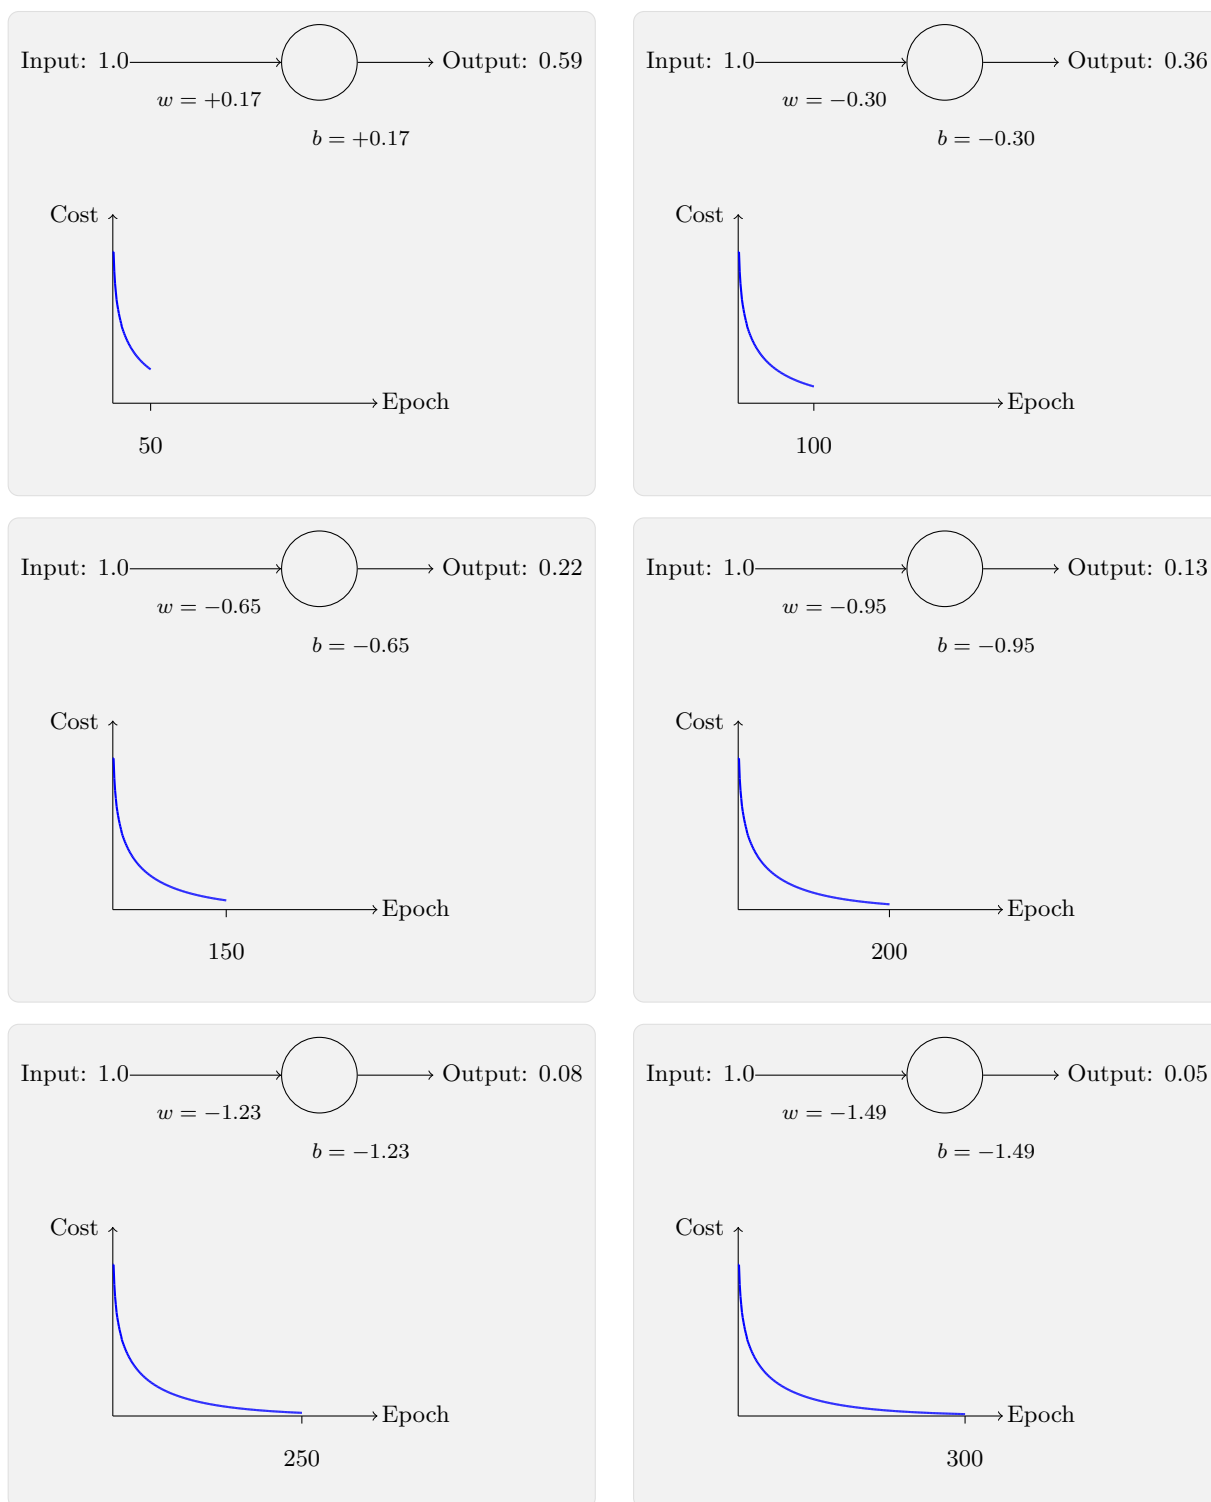 Input: 1.0 Output: 0.59
w = +0.17
b = +0.17
Cost
Epoch
50
Input: 1.0 Output: 0.36
w = −0.30
b = −0.30
Cost
Epoch
100
Input: 1.0 Output: 0.22
w = −0.65
b = −0.65
Cost
Epoch
150
Input: 1.0 Output: 0.13
w = −0.95
b = −0.95
Cost
Epoch
200
Input: 1.0 Output: 0.08
w = −1.23
b = −1.23
Cost
Epoch
250
Input: 1.0 Output: 0.05
w = −1.49
b = −1.49
Cost
Epoch
300